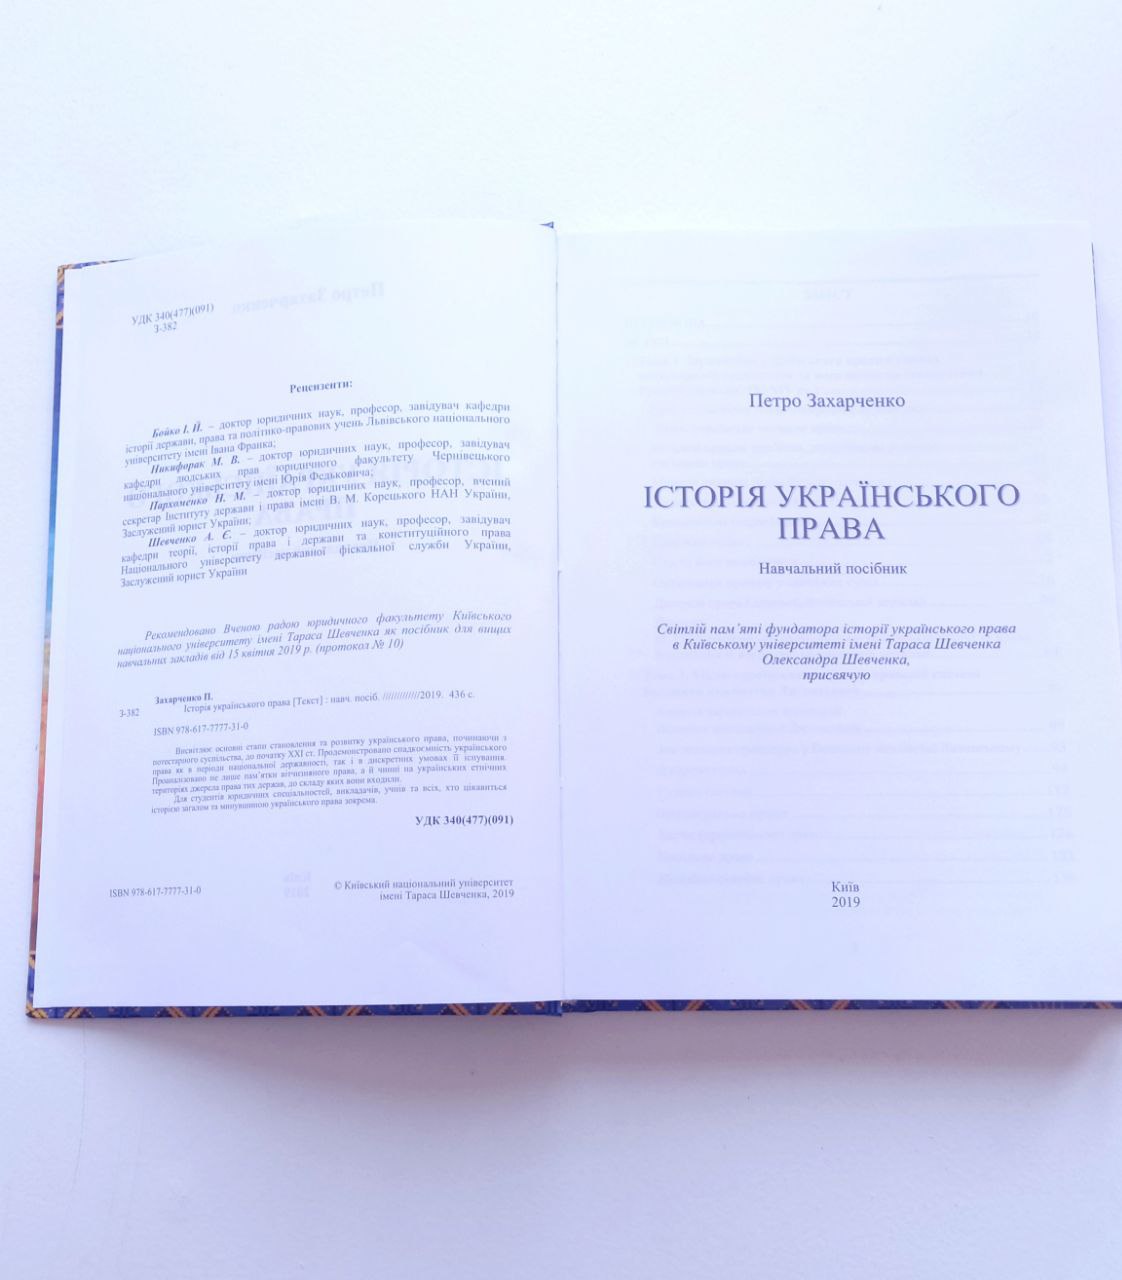 УДК 340(477)(091)
З-382
Рецензенти:
Бойко І. Й. – доктор юридичних наук, професор, завідувач кафедри
історії держави, права та політико-правових учень Львівського національного
університету імені Івана Франка;
Никифорак М. В. – доктор юридичних наук, професор, завідувач
кафедри людських прав юридичного факультету Чернівецького
національного університету імені Юрія Федьковича;
Пархоменко Н. М. – доктор юридичних наук, професор, вчений
секретар Інституту держави і права імені В. М. Корецького НАН України,
Заслужений юрист України;
Шевченко А. Є. – доктор юридичних наук, професор, завідувач
кафедри теорії, історії права і держави та конституційного права
Національного університету державної фіскальної служби України,
Заслужений юрист України
Рекомендовано Вченою радою юридичного факультету Київського
національного університету імені Тараса Шевченка як посібник для вищих
навчальних закладів від 15 квітня 2019 р. (протокол № 10)
Захарченко П.
З-382 Історія українського права [Текст] : навч. посіб. ////////////2019. 436 с.
ISBN 978-617-7777-31-0
Висвітлює основні етапи становлення та розвитку українського права, починаючи з
потестарного суспільства, до початку ХХІ ст. Продемонстровано спадкоємність українського
права як в періоди національної державності, так і в дискретних умовах її існування.
Проаналізовано не лише пам’ятки вітчизняного права, а й чинні на українських етнічних
територіях джерела права тих держав, до складу яких вони входили.
Для студентів юридичних спеціальностей, викладачів, учнів та всіх, хто цікавиться
історією загалом та минувшиною українського права зокрема.
УДК 340(477)(091)
ISBN 978-617-7777-31-0
© Київський національний університет
імені Тараса Шевченка, 2019
Петро Захарченко
ІСТОРІЯ УКРАЇНСЬКОГО
ПРАВА
Навчальний посібник
Світлій пам’яті фундатора історії українського права
в Київському університеті імені Тараса Шевченка
Олександра Шевченка,
присвячую
Київ
2019